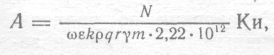 A = N / (ωεkρqrγm · 2,22 · 10¹²) Ки,